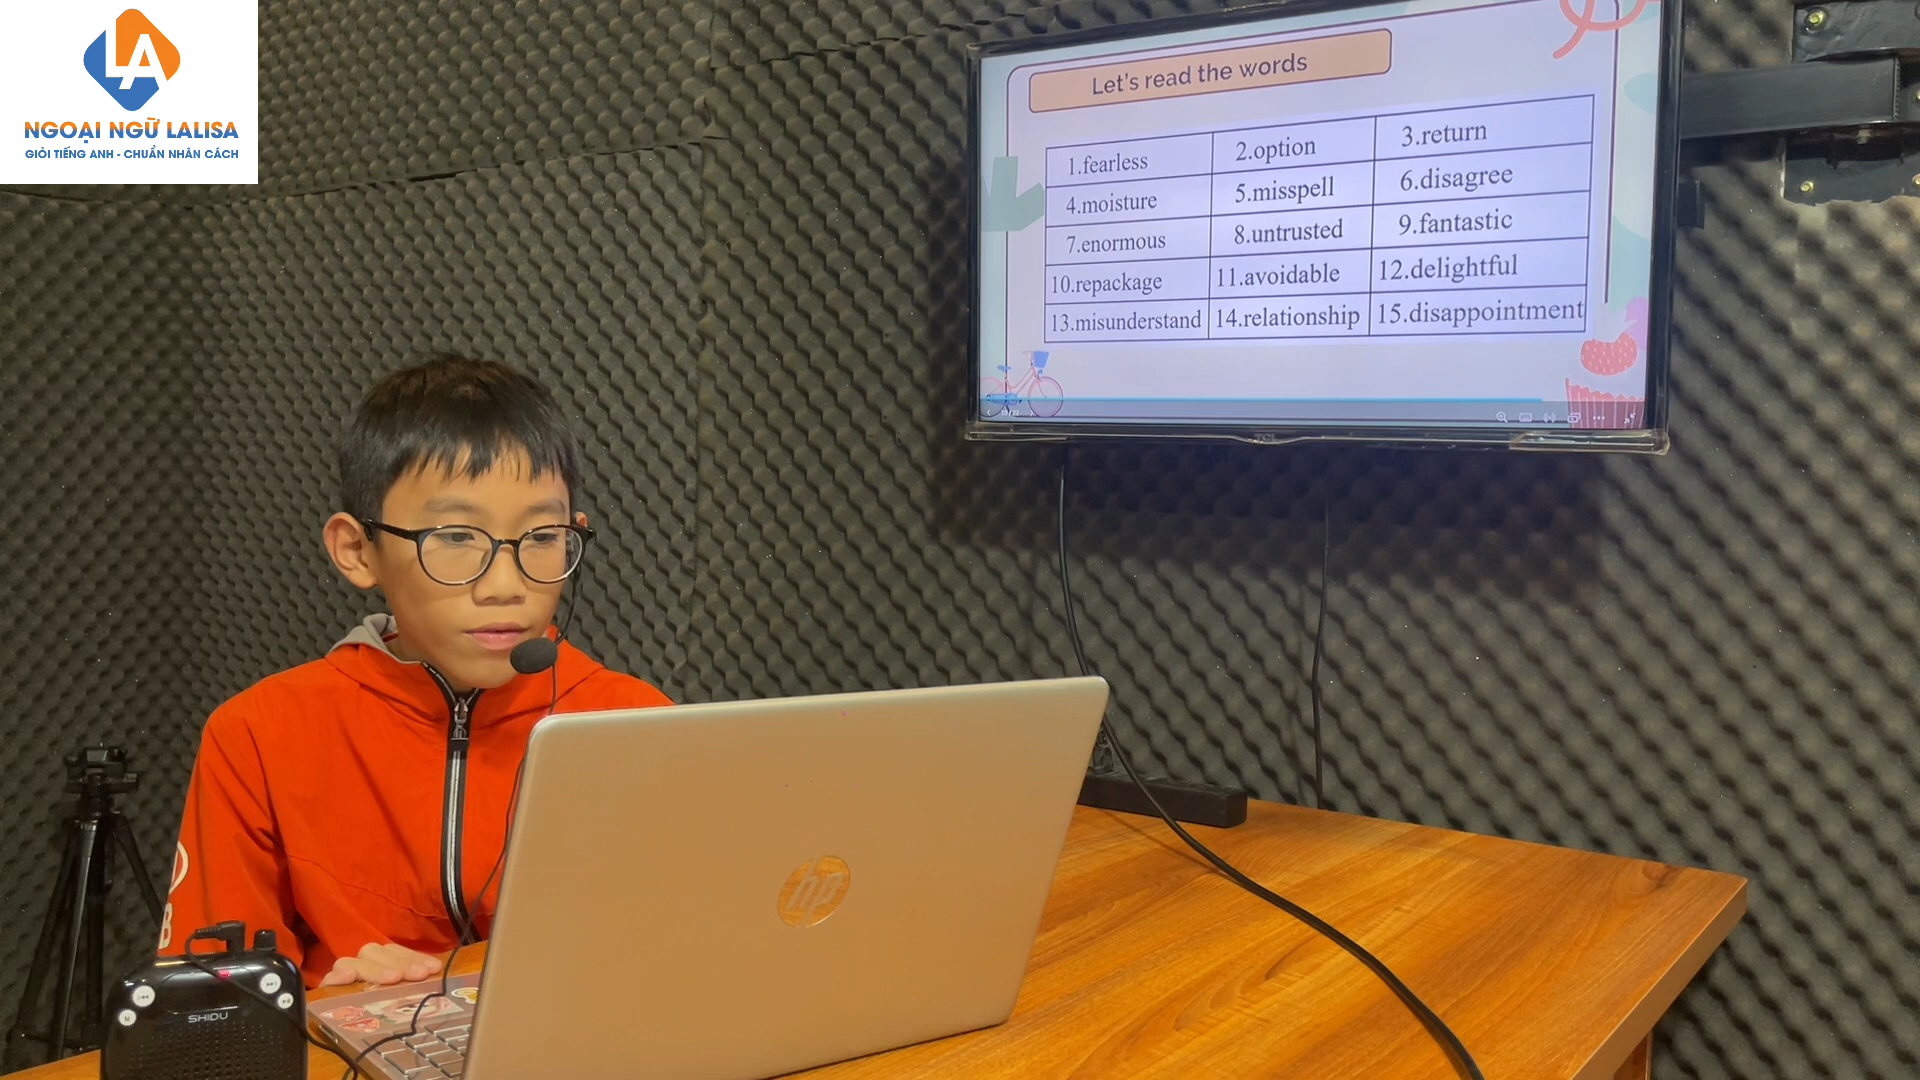 LA
NGOẠI NGỮ LALISA
GIỎI TIẾNG ANH - CHUẨN NHÂN CÁCH
Let's read the words
1.fearless 2.option 3.return
4.moisture 5.misspell 6.disagree
7.enormous 8.untrusted 9.fantastic
10.repackage 11.avoidable 12.delightful
13.misunderstand 14.relationship 15.disappointment
hp
SHIDU
M
B